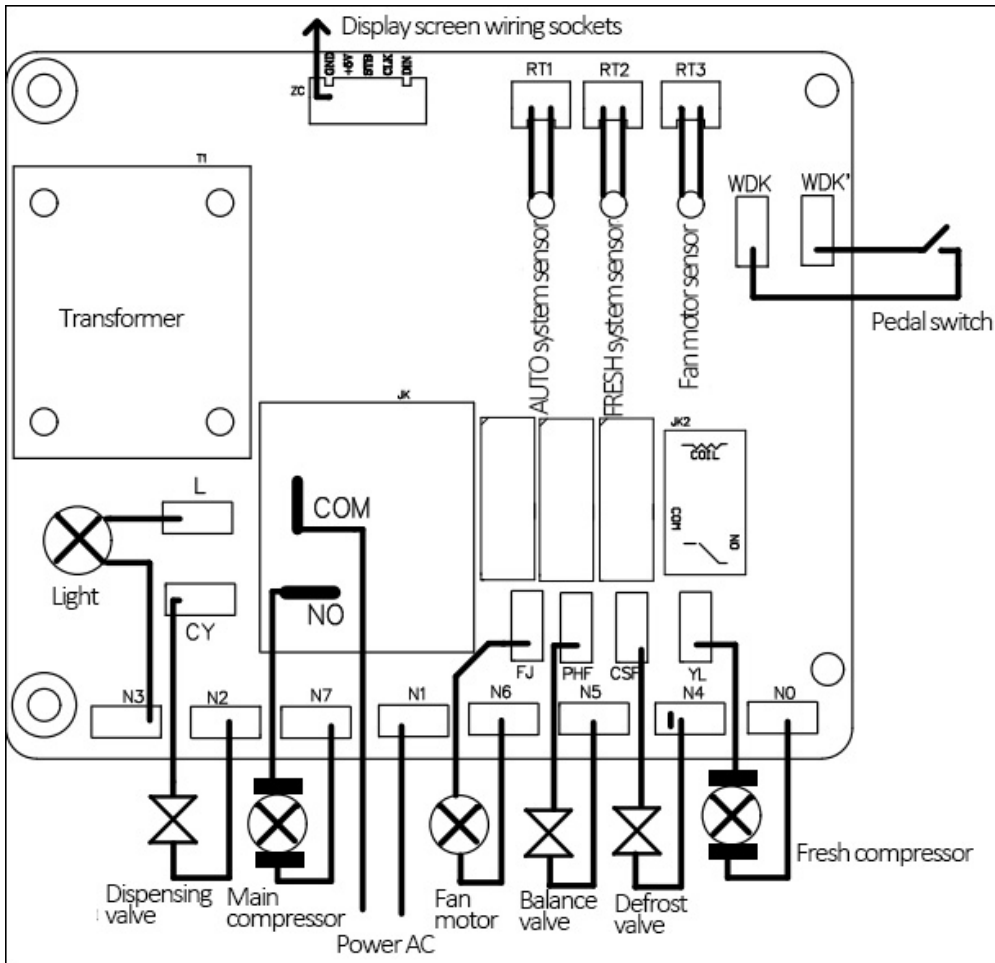 Display screen wiring sockets
GND
+5V
STB
CLK
DIN
ZC
RT1
RT2
RT3
T1
WDK
WDK'
AUTO system sensor
FRESH system sensor
Fan motor sensor
Pedal switch
Transformer
JK
JK2
COIL
COM
NO
L
COM
Light
CY
NO
FJ
PHF
CSF
YL
N3
N2
N7
N1
N6
N5
N4
N0
Dispensing
valve
Main
compressor
Power AC
Fan
motor
Balance
valve
Defrost
valve
Fresh compressor